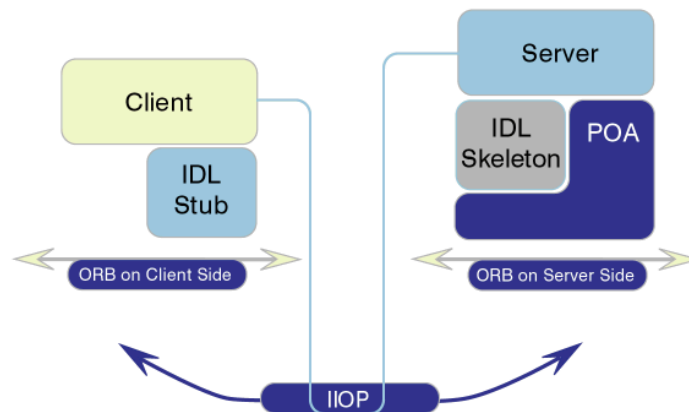 Client
IDL
Stub
ORB on Client Side
Server
IDL
Skeleton
POA
ORB on Server Side
IIOP